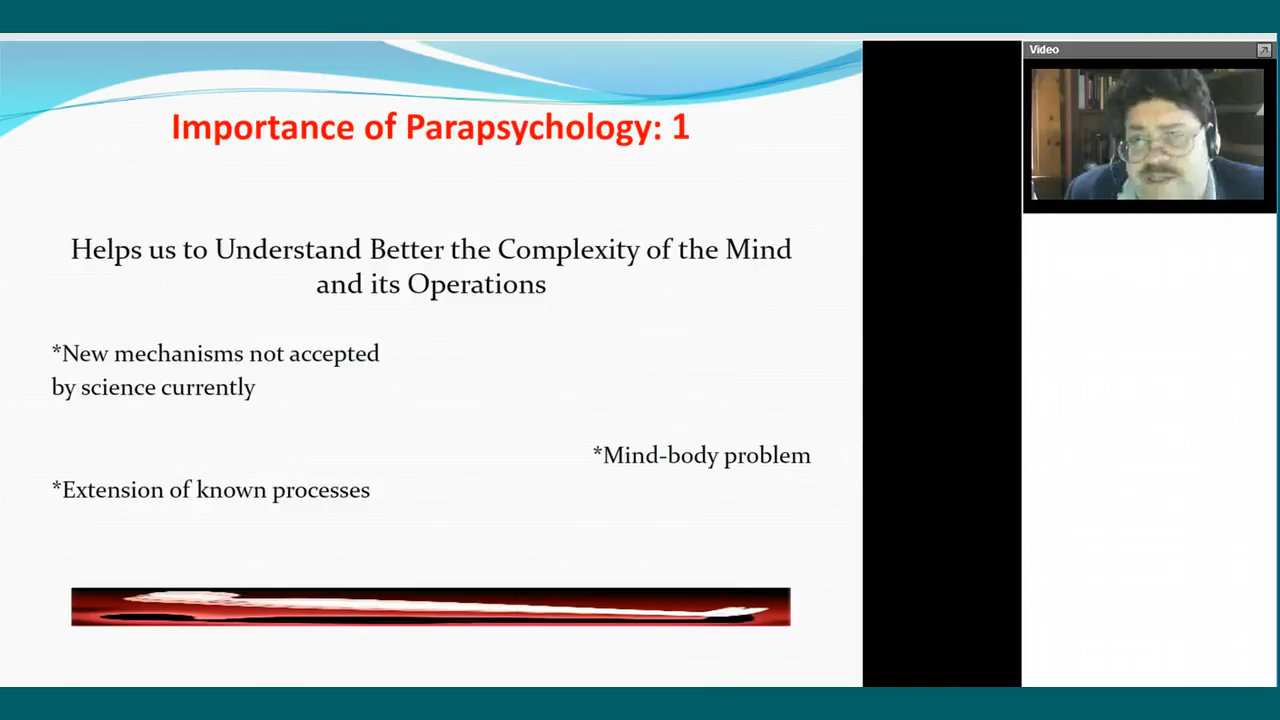 Video
Importance of Parapsychology: 1
Helps us to Understand Better the Complexity of the Mind
and its Operations
*New mechanisms not accepted
by science currently
*Mind-body problem
*Extension of known processes